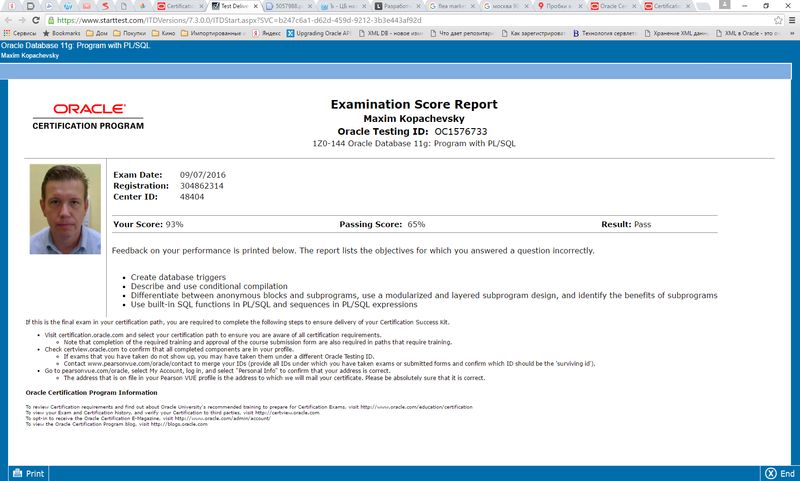 Certification
Test Deliver
5057988.p
Ъ - ЦБ на
Разработк
flea market
москва 90
Пробки в
Oracle Cer
Certificati
https://www.starttest.com/ITDVersions/7.3.0.0/ITDStart.aspx?SVC=b247c6a1-d62d-459d-9212-3b3e443af92d
Сервисы Bookmarks Дом Покупки Кино Импортированные Яндекс Upgrading Oracle API XML DB - новое изме Что дает репозитар Как зарегистрироват Технология сервлет Хранение XML данны XML в Oracle - это о
Oracle Database 11g: Program with PL/SQL
Maxim Kopachevsky
ORACLE
CERTIFICATION PROGRAM
Examination Score Report
Maxim Kopachevsky
Oracle Testing ID: OC1576733
1Z0-144 Oracle Database 11g: Program with PL/SQL
Exam Date: 09/07/2016
Registration: 304862314
Center ID: 48404
Your Score: 93% Passing Score: 65% Result: Pass
Feedback on your performance is printed below. The report lists the objectives for which you answered a question incorrectly.
• Create database triggers
• Describe and use conditional compilation
• Differentiate between anonymous blocks and subprograms, use a modularized and layered subprogram design, and identify the benefits of subprograms
• Use built-in SQL functions in PL/SQL and sequences in PL/SQL expressions
If this is the final exam in your certification path, you are required to complete the following steps to ensure delivery of your Certification Success Kit.
• Visit certification.oracle.com and select your certification path to ensure you are aware of all certification requirements.
• Note that completion of the required training and approval of the course submission form are also required in paths that require training.
• Check certview.oracle.com to confirm that all completed components are in your profile.
• If exams that you have taken do not show up, you may have taken them under a different Oracle Testing ID.
• Contact www.pearsonvue.com/oracle/contact to merge your IDs (provide all IDs under which you have taken exams or submitted forms and confirm which ID should be the 'surviving id'),
• Go to pearsonvue.com/oracle, select My Account, log in, and select "Personal Info" to confirm that your address is correct.
• The address that is on file in your Pearson VUE profile is the address to which we will mail your certificate. Please be absolutely sure that it is correct.
Oracle Certification Program Information
To review Certification requirements and find out about Oracle University's recommended training to prepare for Certification Exams, visit http://www.oracle.com/education/certification
To view your Exam and Certification history, and verify your Certification to third parties, visit http://certview.oracle.com
To opt-in to receive the Oracle Certification E-Magazine, visit http://www.oracle.com/admin/account/
To view the Oracle Certification Program blog, visit http://blogs.oracle.com
Print
End